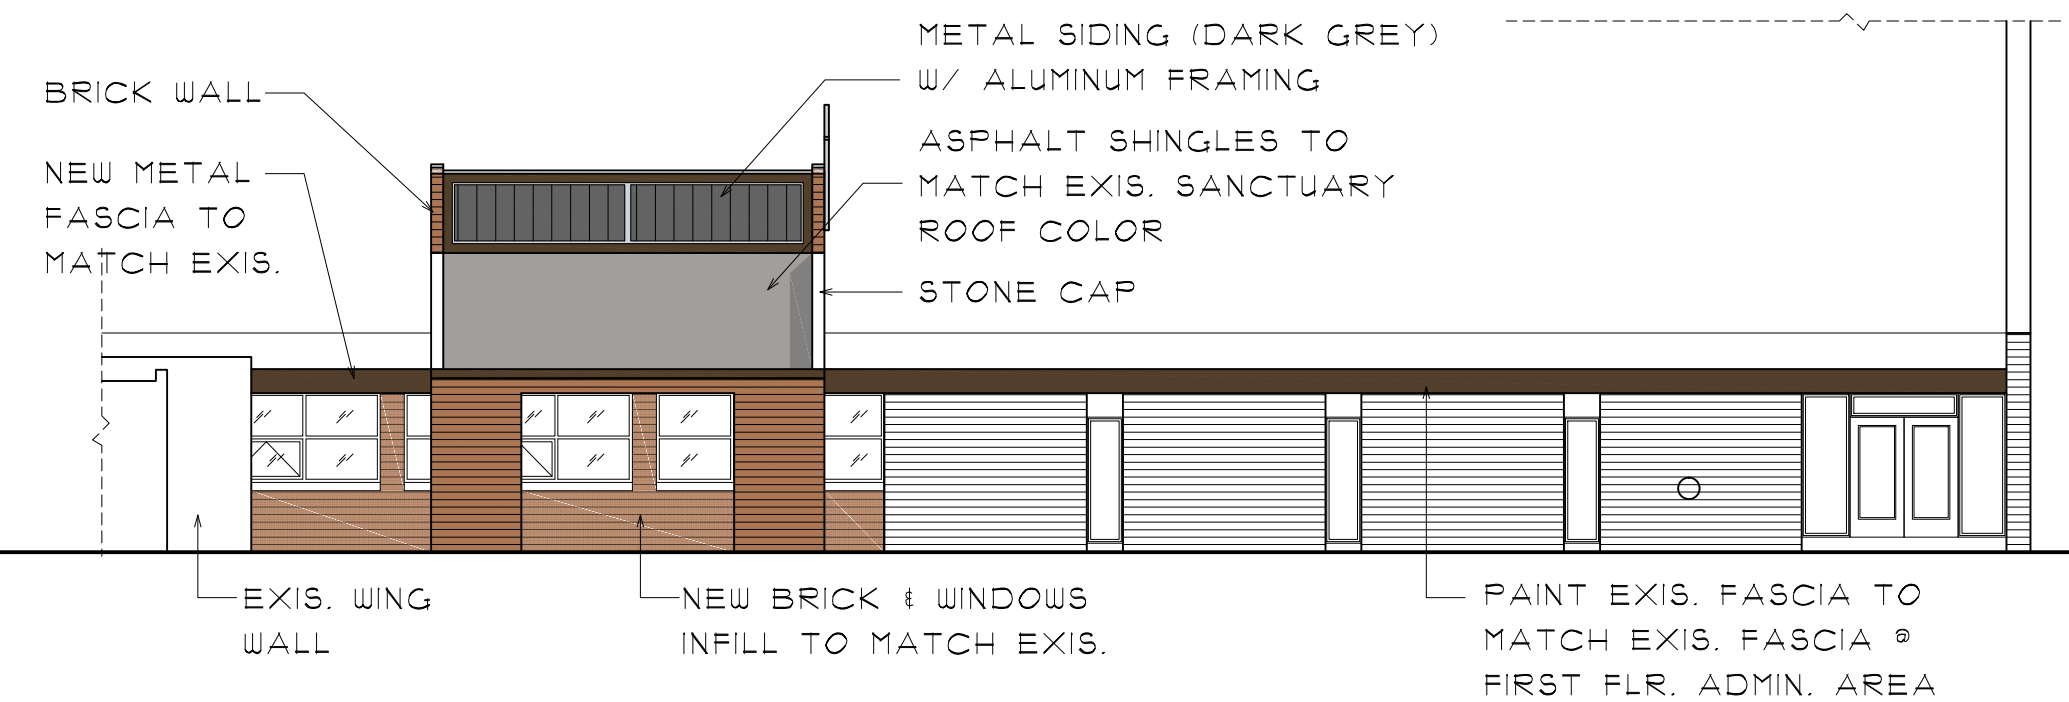 METAL SIDING (DARK GREY)
W/ ALUMINUM FRAMING
BRICK WALL
ASPHALT SHINGLES TO
MATCH EXIS. SANCTUARY
ROOF COLOR
NEW METAL
FASCIA TO
MATCH EXIS.
STONE CAP
EXIS. WING
WALL
NEW BRICK & WINDOWS
INFILL TO MATCH EXIS.
PAINT EXIS. FASCIA TO
MATCH EXIS. FASCIA @
FIRST FLR. ADMIN. AREA